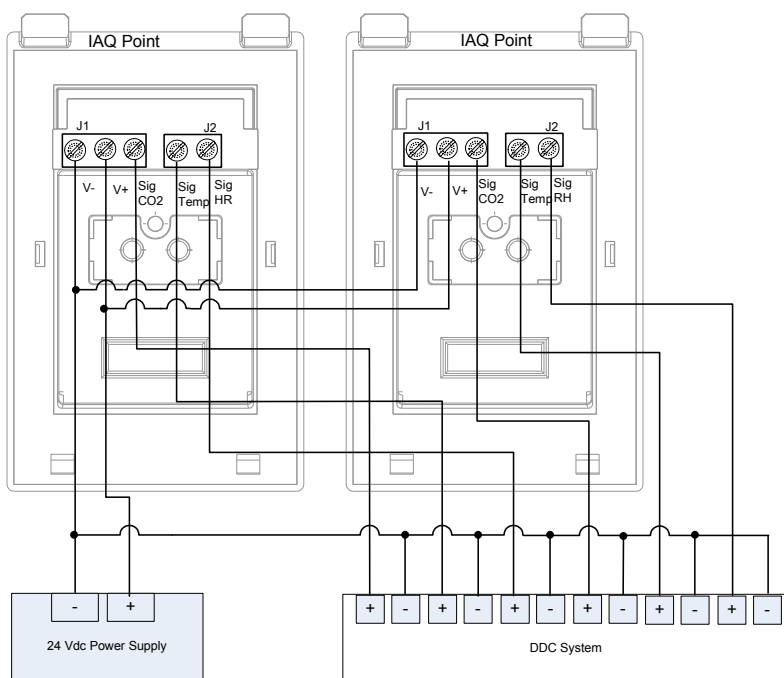 IAQ Point
IAQ Point
J1
J2
V-
V+
Sig
CO2
Sig
Temp
Sig
HR
J1
J2
V-
V+
Sig
CO2
Sig
Temp
Sig
RH
- +
24 Vdc Power Supply
+ - + - + - + - + - + -
DDC System